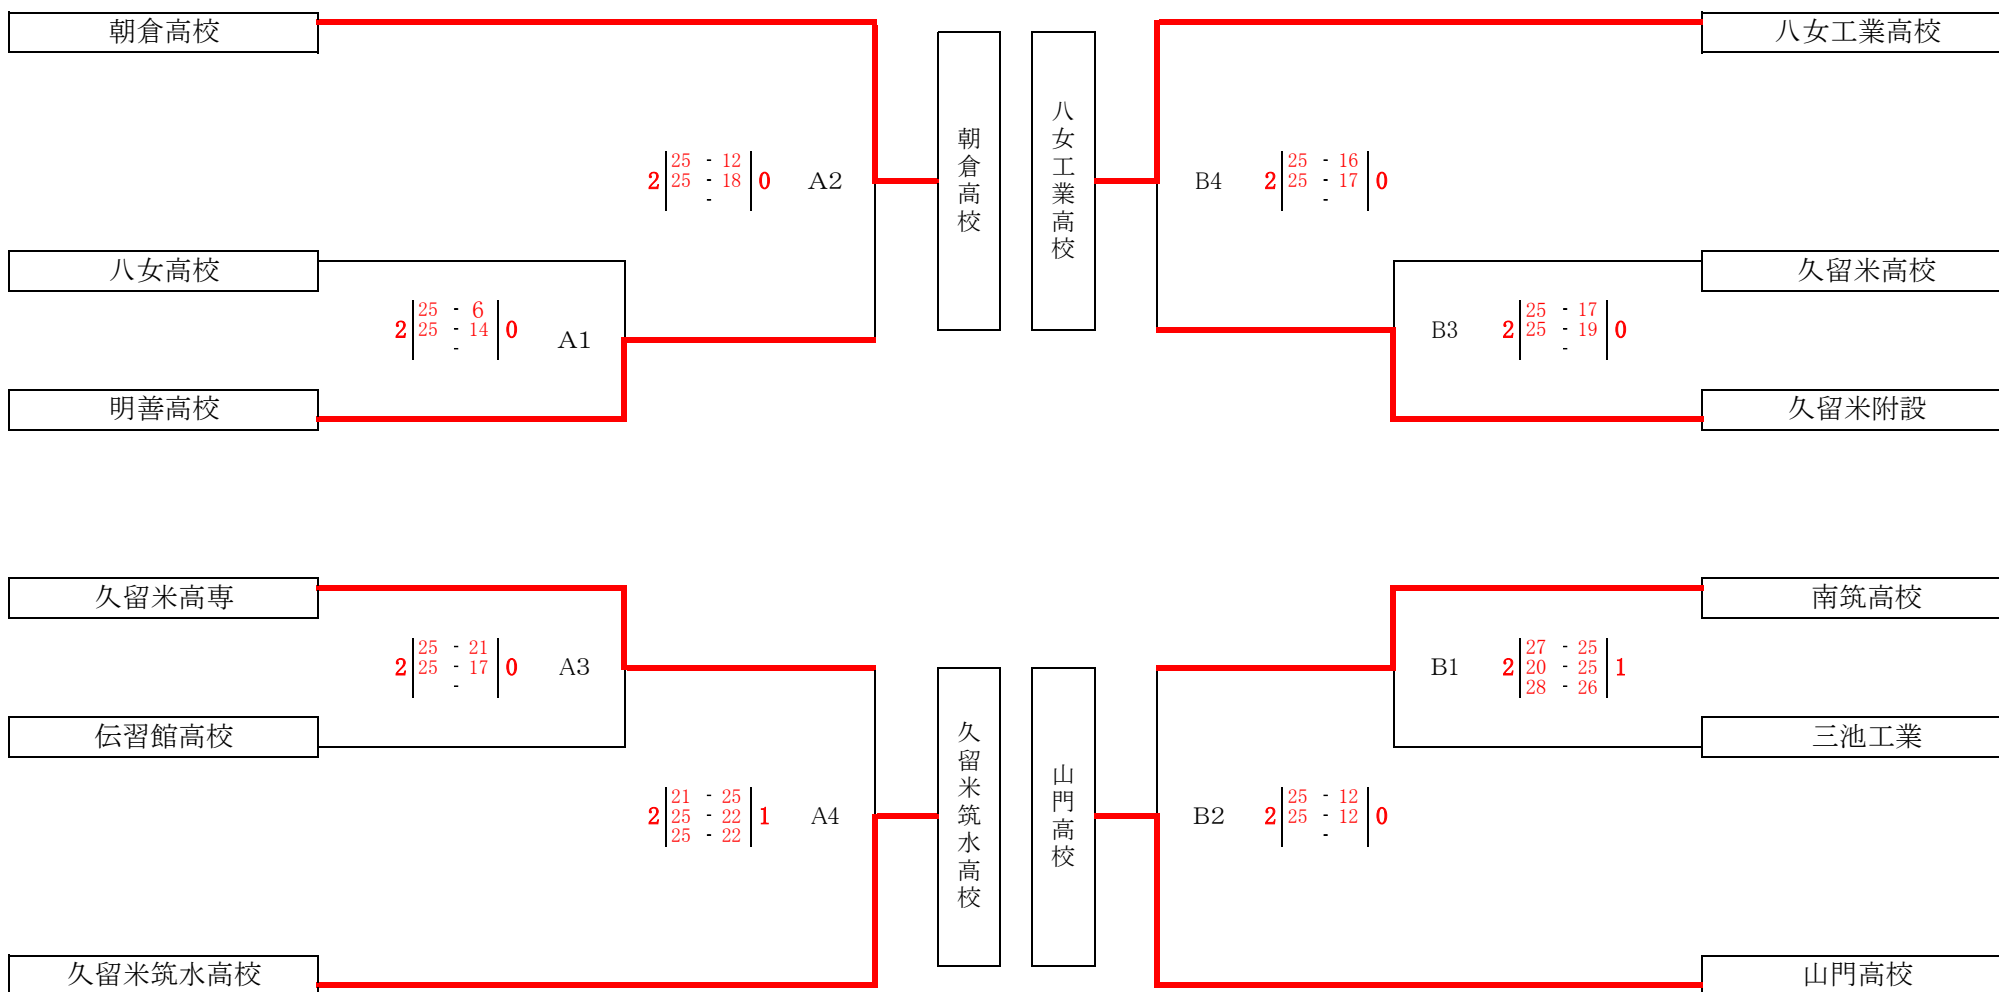 朝倉高校
八女工業高校
朝倉高校
八女工業高校
25 - 12
2 25 - 18 0 A2
-
25 - 16
B4 2 25 - 17 0
-
八女高校
久留米高校
25 - 6
2 25 - 14 0 A1
-
25 - 17
B3 2 25 - 19 0
-
明善高校
久留米附設
久留米高専
南筑高校
25 - 21
2 25 - 17 0 A3
-
27 - 25
B1 2 20 - 25 1
28 - 26
伝習館高校
三池工業
久留米筑水高校
山門高校
21 - 25
2 25 - 22 1 A4
25 - 22
25 - 12
B2 2 25 - 12 0
-
久留米筑水高校
山門高校